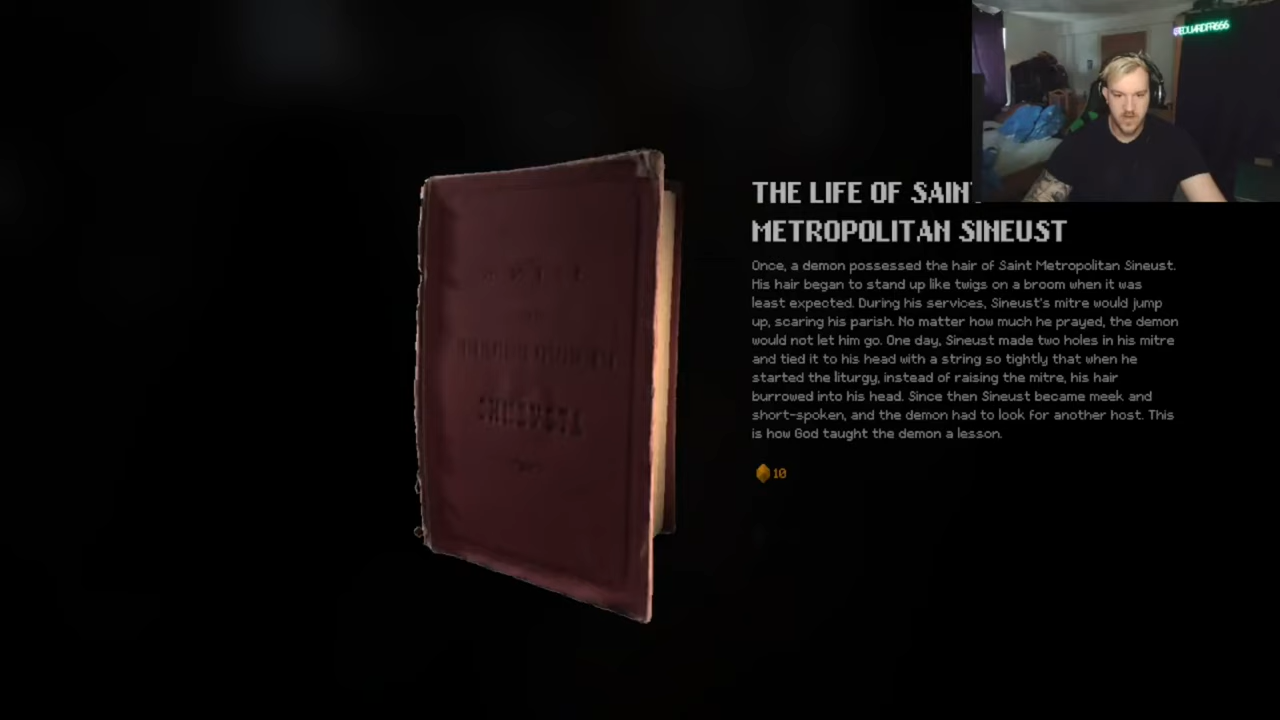 @EDUARDFR666
THE LIFE OF SAINT
METROPOLITAN SINEUST
Once, a demon possessed the hair of Saint Metropolitan Sineust.
His hair began to stand up like twigs on a broom when it was
least expected. During his services, Sineust's mitre would jump
up, scaring his parish. No matter how much he prayed, the demon
would not let him go. One day, Sineust made two holes in his mitre
and tied it to his head with a string so tightly that when he
started the liturgy, instead of raising the mitre, his hair
burrowed into his head. Since then Sineust became meek and
short-spoken, and the demon had to look for another host. This
is how God taught the demon a lesson.
10